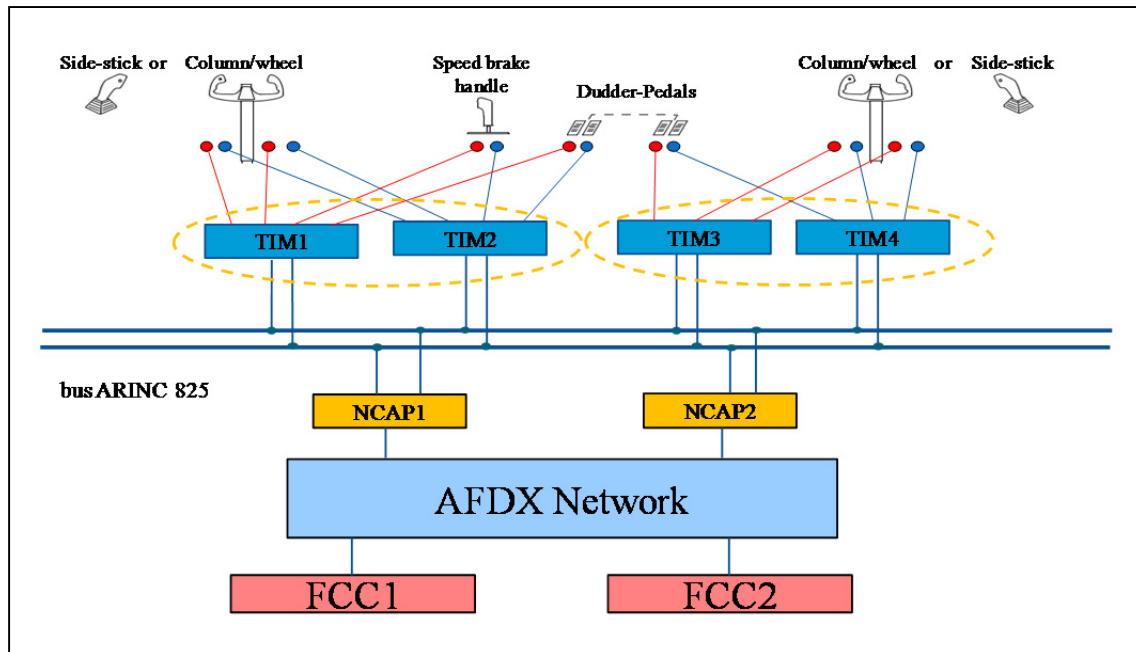 Side-stick or Column/wheel
Speed brake
handle
Dudder-Pedals
Column/wheel or Side-stick
TIM1
TIM2
TIM3
TIM4
bus ARINC 825
NCAP1
NCAP2
AFDX Network
FCC1
FCC2